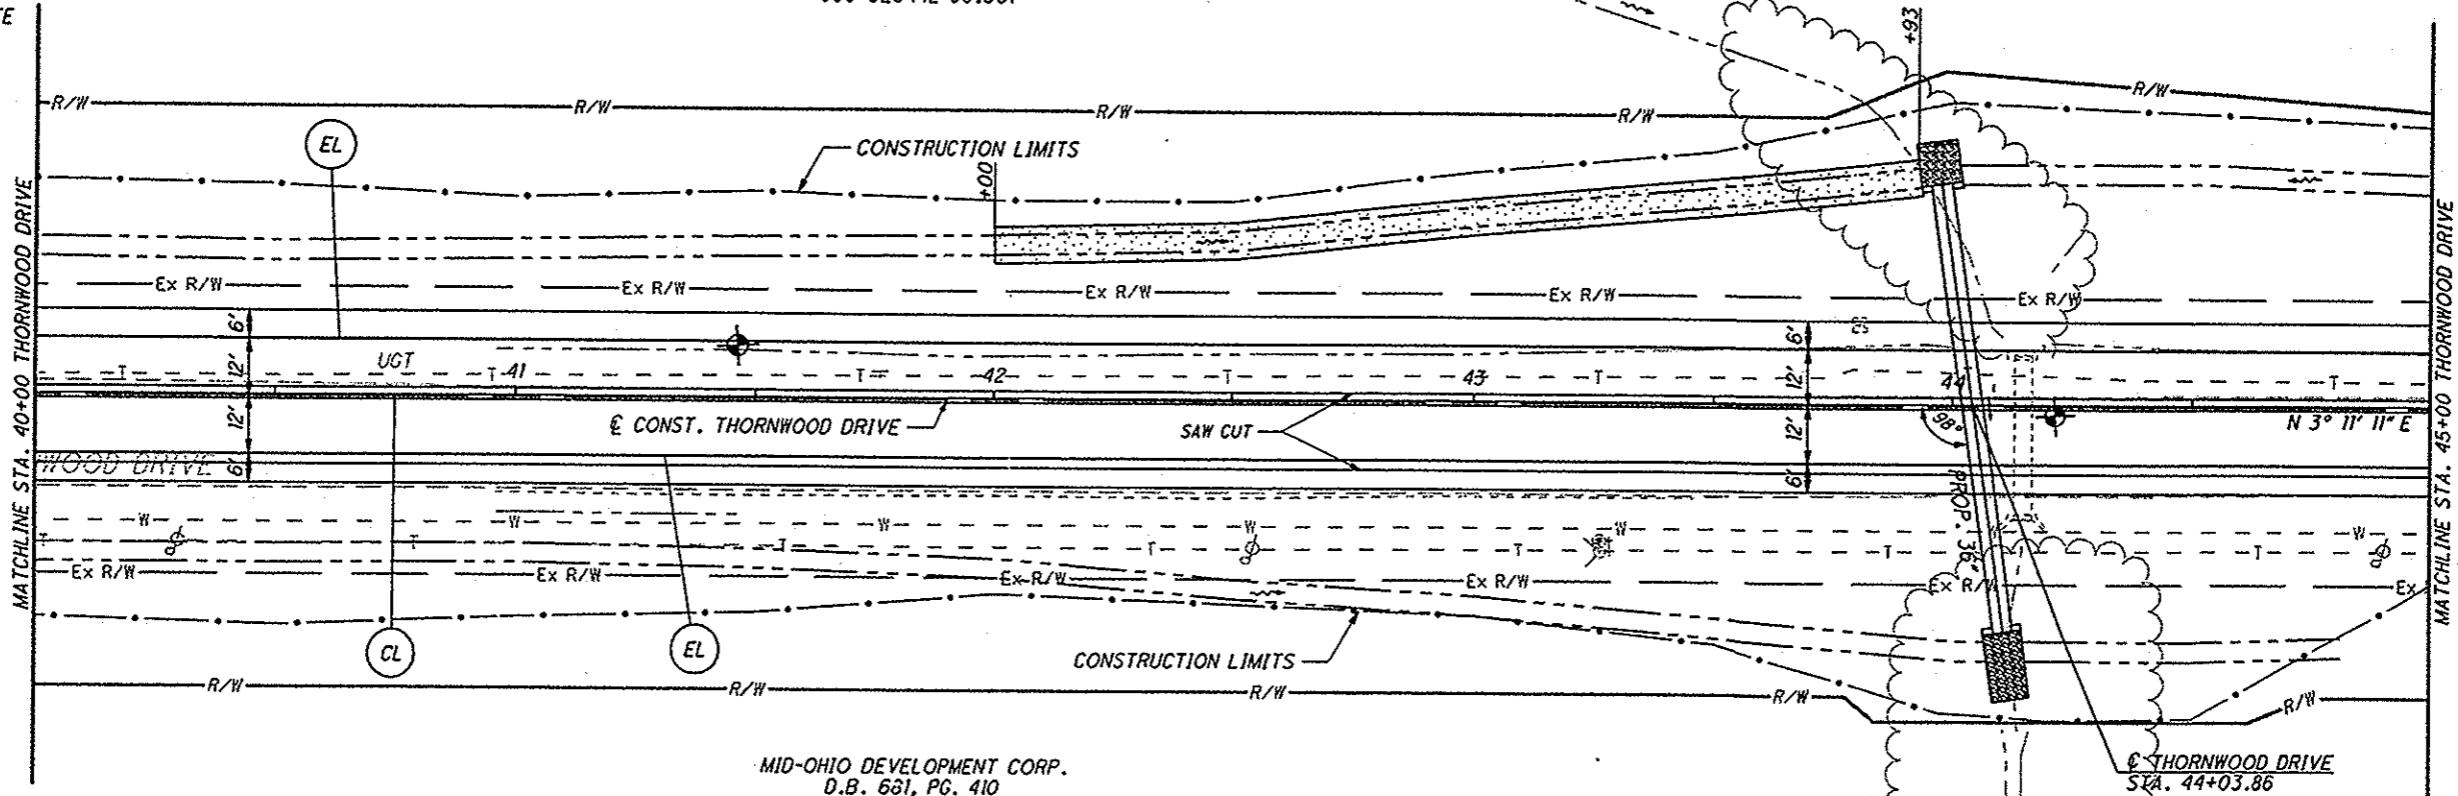 TE
+93
R/W
R/W
R/W
R/W
R/W
EL
CONSTRUCTION LIMITS
+00
MATCHLINE STA. 40+00 THORNWOOD DRIVE
MATCHLINE STA. 45+00 THORNWOOD DRIVE
Ex R/W
Ex R/W
Ex R/W
Ex R/W
Ex R/W
6'
6'
12'
UGT
12'
T
T
41
T
42
T
43
T
44
T
12'
₵ CONST. THORNWOOD DRIVE
SAW CUT
12'
98°
N 3° 11' 11" E
WOOD DRIVE
6'
6'
PROP. 36"
W
W
W
W
W
W
T
T
T
T
T
T
Ex R/W
Ex R/W
Ex R/W
Ex R/W
Ex R/W
Ex
CL
EL
CONSTRUCTION LIMITS
R/W
R/W
R/W
R/W
R/W
MID-OHIO DEVELOPMENT CORP.
D.B. 681, PG. 410
₵ THORNWOOD DRIVE
STA. 44+03.86